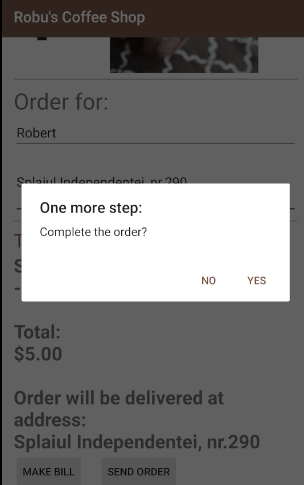 Robu's Coffee Shop
Order for:
Robert
Splaiul Independentei, nr.290
One more step:
Complete the order?
NO YES
Total:
$5.00
Order will be delivered at
address:
Splaiul Independentei, nr.290
MAKE BILL SEND ORDER